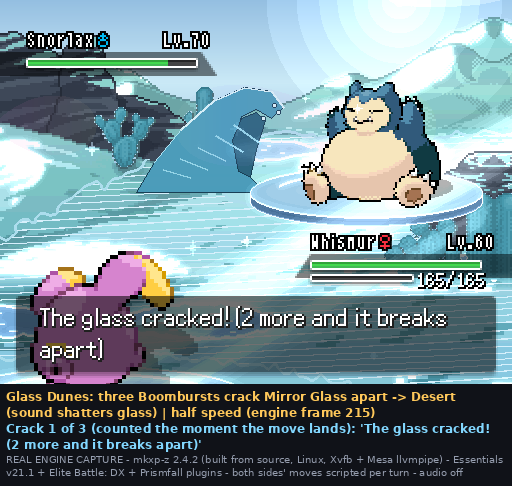 Snorlax♂ Lv.70
Whismur♀ Lv.80
185/185
The glass cracked! (2 more and it breaks
apart)
Glass Dunes: three Boombursts crack Mirror Glass apart -> Desert
(sound shatters glass) | half speed (engine frame 215)
Crack 1 of 3 (counted the moment the move lands): 'The glass cracked!
(2 more and it breaks apart)'
REAL ENGINE CAPTURE - mkxp-z 2.4.2 (built from source, Linux, Xvfb + Mesa llvmpipe) - Essentials
v21.1 + Elite Battle: DX + Prismfall plugins - both sides' moves scripted per turn - audio off